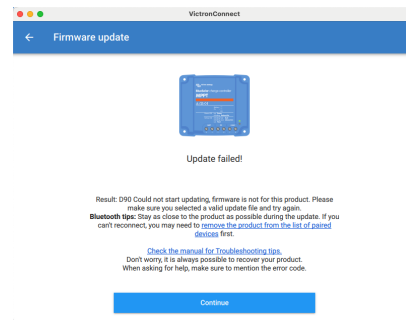 VictronConnect
Firmware update
MPPT
Update failed!
Result: D90 Could not start updating, firmware is not for this product. Please
make sure you selected a valid update file and try again.
Bluetooth tips: Stay as close to the product as possible during the update. If you
can't reconnect, you may need to remove the product from the list of paired
devices first.
Check the manual for Troubleshooting tips.
Don't worry, it is always possible to recover your product.
When asking for help, make sure to mention the error code.
Continue